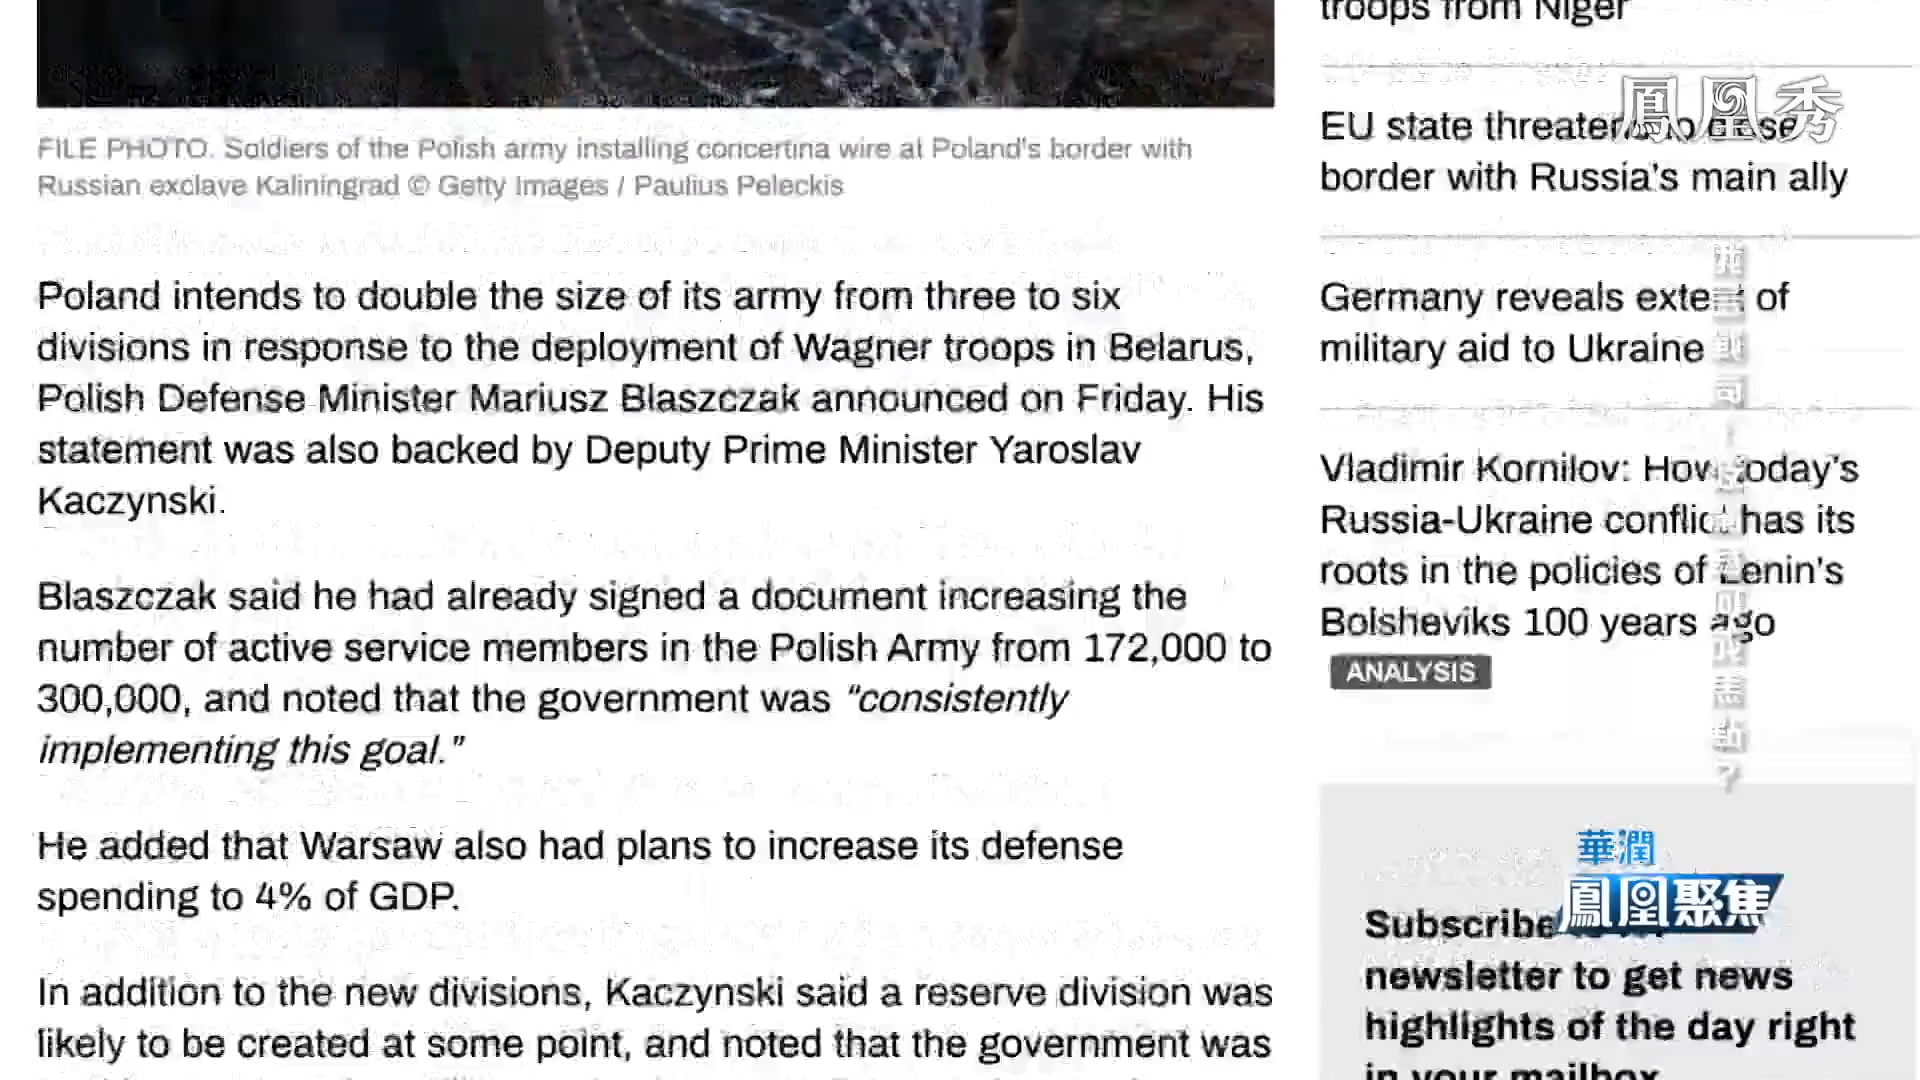 FILE PHOTO. Soldiers of the Polish army installing concertina wire at Poland's border with
Russian exclave Kaliningrad © Getty Images / Paulius Peleckis
Poland intends to double the size of its army from three to six
divisions in response to the deployment of Wagner troops in Belarus,
Polish Defense Minister Mariusz Blaszczak announced on Friday. His
statement was also backed by Deputy Prime Minister Yaroslav
Kaczynski.
Blaszczak said he had already signed a document increasing the
number of active service members in the Polish Army from 172,000 to
300,000, and noted that the government was “consistently
implementing this goal.”
He added that Warsaw also had plans to increase its defense
spending to 4% of GDP.
In addition to the new divisions, Kaczynski said a reserve division was
likely to be created at some point, and noted that the government was
troops from Niger
鳳凰秀
EU state threatens to close
border with Russia's main ally
Germany reveals extent of
military aid to Ukraine
Vladimir Kornilov: How today's
Russia-Ukraine conflict has its
roots in the policies of Lenin's
Bolsheviks 100 years ago
ANALYSIS
華潤
鳳凰聚焦
Subscribe
newsletter to get news
highlights of the day right
in your mailbox